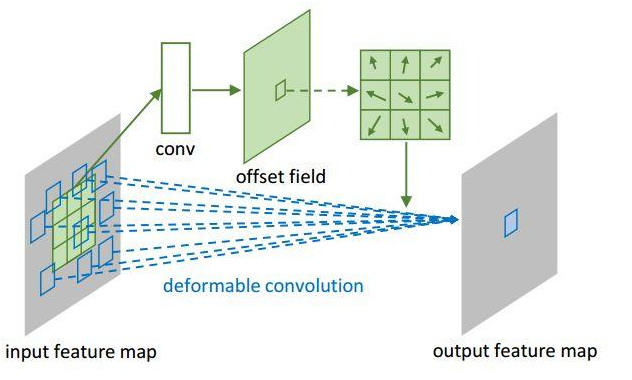 conv
offset field
deformable convolution
input feature map
output feature map